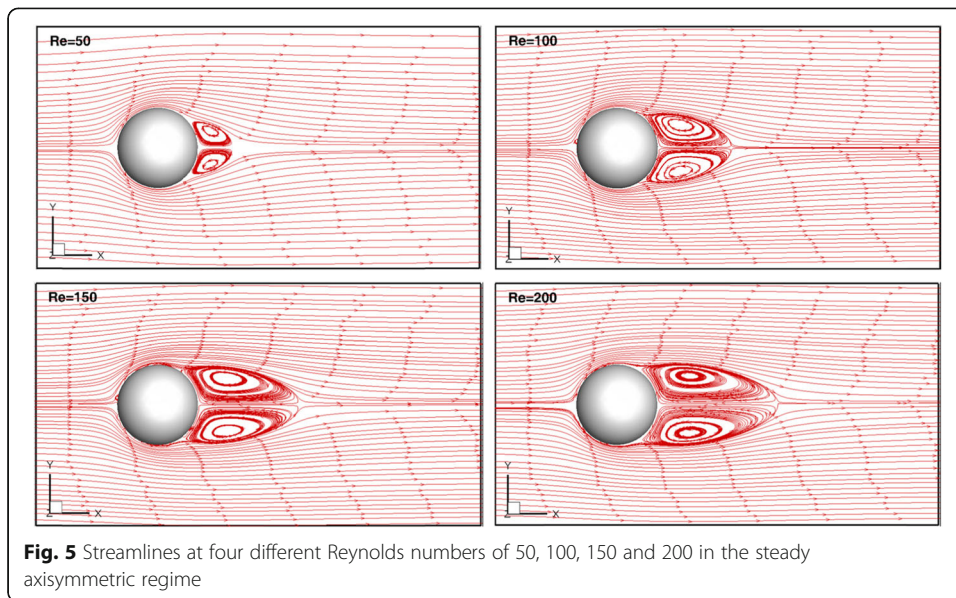 Re=50
Re=100
Y
Z
X
Y
Z
X
Re=150
Re=200
Y
Z
X
Y
Z
X
Fig. 5 Streamlines at four different Reynolds numbers of 50, 100, 150 and 200 in the steady
axisymmetric regime